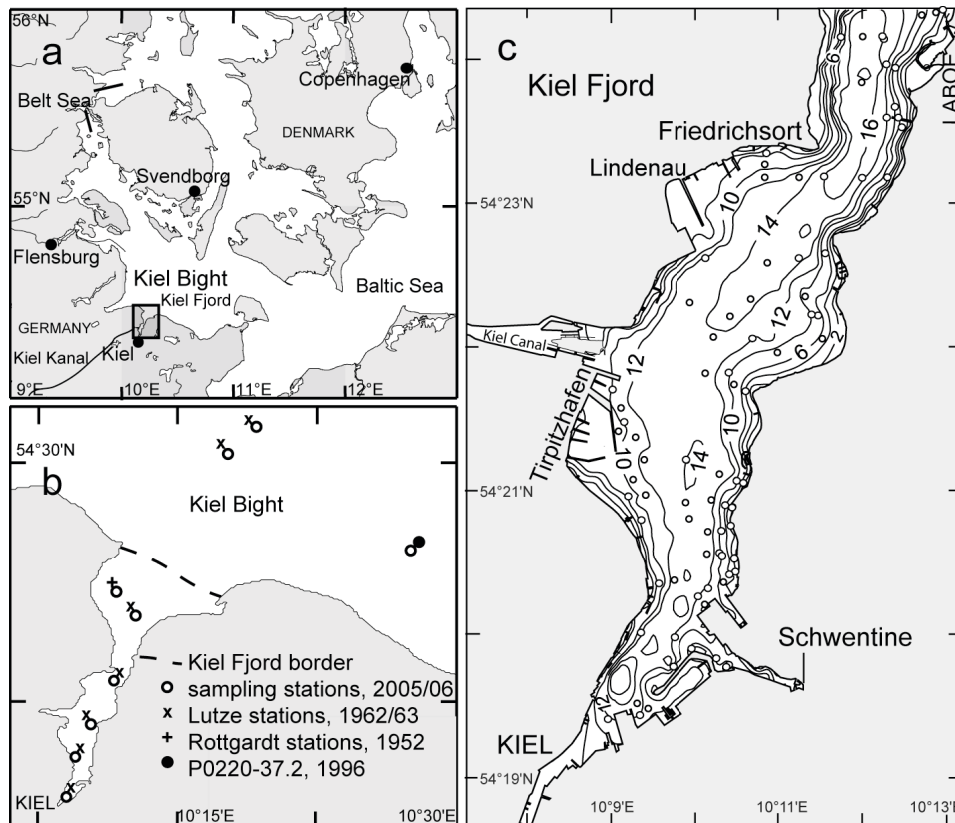 56°N
a
Copenhagen
Belt Sea
DENMARK
Svendborg
55°N
Flensburg
Kiel Bight
Baltic Sea
Kiel Fjord
GERMANY
Kiel Kanal
Kiel
9°E
10°E
11°E
12°E
54°30'N
b
Kiel Bight
Kiel Fjord border
sampling stations, 2005/06
x Lutze stations, 1962/63
+ Rottgardt stations, 1952
P0220-37.2, 1996
KIEL
10°15'E
10°30'E
c
Kiel Fjord
6
LABOE
16
Friedrichsort
Lindenau
54°23'N
10
14
12
2
6
Kiel Canal
12
Tirpitzhafen
10
10
14
54°21'N
Schwentine
12
KIEL
54°19'N
10°9'E
10°11'E
10°13'E